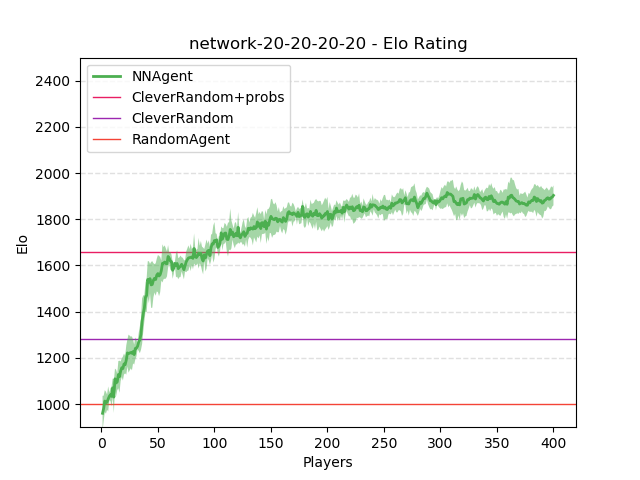 network-20-20-20-20 - Elo Rating
NNAgent
CleverRandom+probs
CleverRandom
RandomAgent
Elo
2400
2200
2000
1800
1600
1400
1200
1000
0 50 100 150 200 250 300 350 400
Players